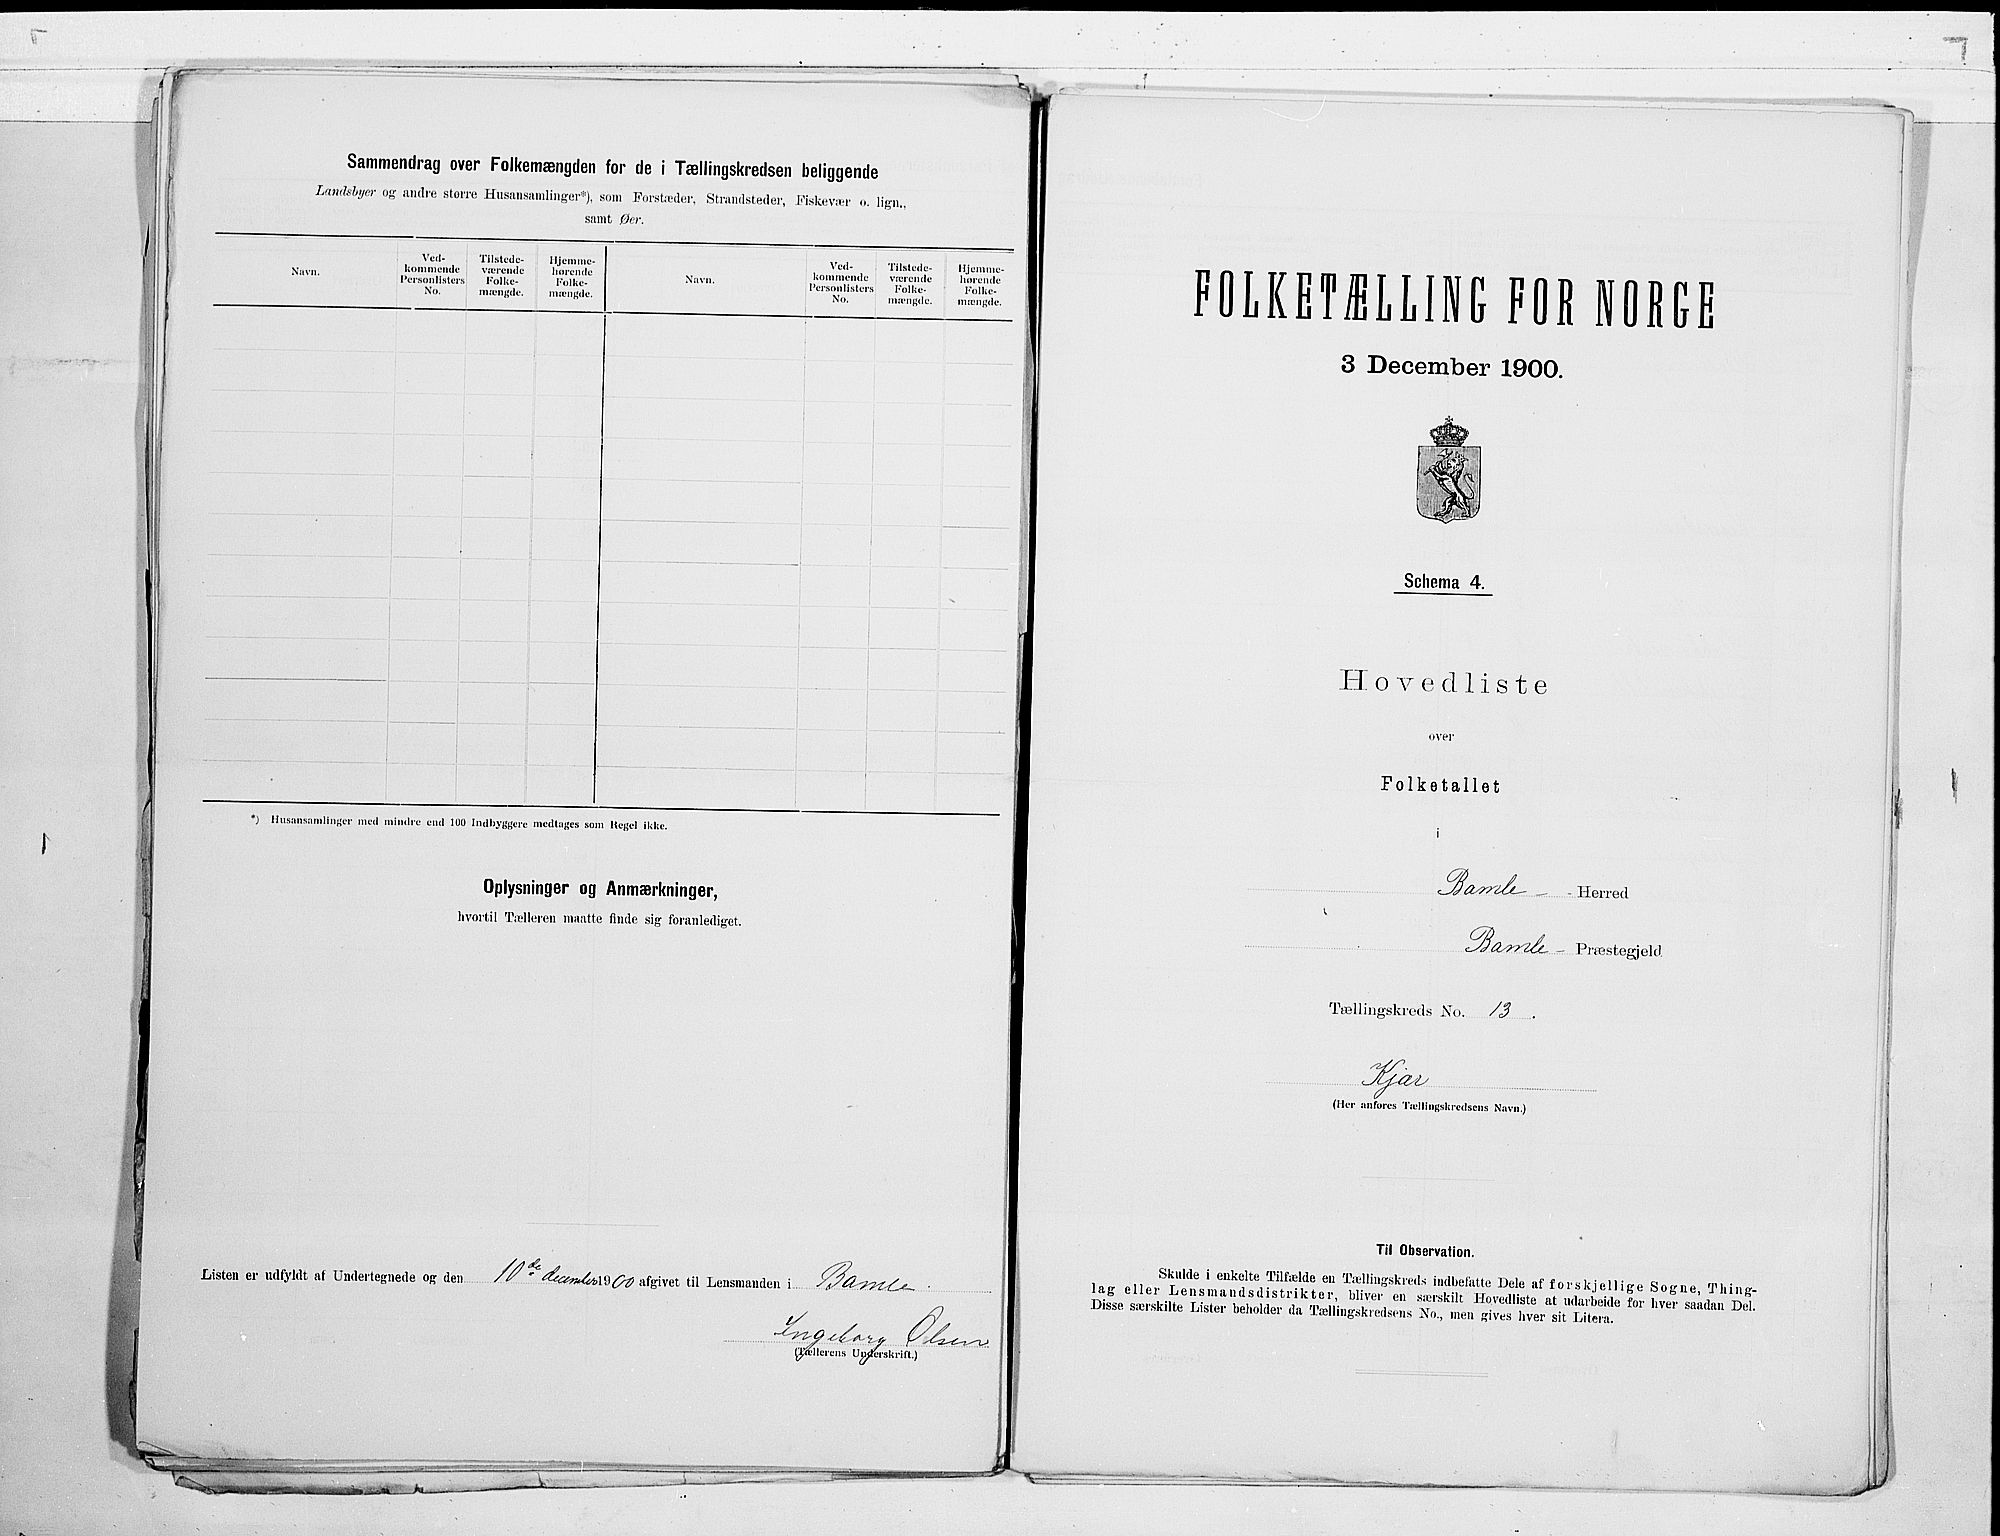 Sammendrag over Folkemængden for de i Tællingskredsen beliggende
Landsbyer og andre større Husansamlinger*), som Forstæder, Strandsteder, Fiskevær o. lign.,
samt Øer.
Navn.
Ved-
kommende
Personlisters
No.
Tilstede-
værende
Folke-
mængde.
Hjemme-
hørende
Folke-
mængde.
Navn.
Ved-
kommende
Personlisters
No.
Tilstede-
værende
Folke-
mængde.
Hjemme-
hørende
Folke-
mængde.
*) Husansamlinger med mindre end 100 Indbyggere medtages som Regel ikke.
Oplysninger og Anmærkninger,
hvortil Tælleren maatte finde sig foranlediget.
Listen er udfyldt af Undertegnede og den 10de december 1900 afgivet til Lensmanden i Bamle.
Ingeborg Olsen
(Tællerens Underskrift.)
FOLKETÆLLING FOR NORGE
3 December 1900.
Schema 4.
Hovedliste
over
Folketallet
i
Bamle - Herred
Bamle - Præstegjeld
Tællingskreds No. 13.
Kjær
(Her anføres Tællingskredsens Navn.)
Til Observation.
Skulde i enkelte Tilfælde en Tællingskreds indbefatte Dele af forskjellige Sogne, Thing-
lag eller Lensmandsdistrikter, bliver en særskilt Hovedliste at udarbeide for hver saadan Del.
Disse særskilte Lister beholder da Tællingskredsens No., men gives hver sit Litera.